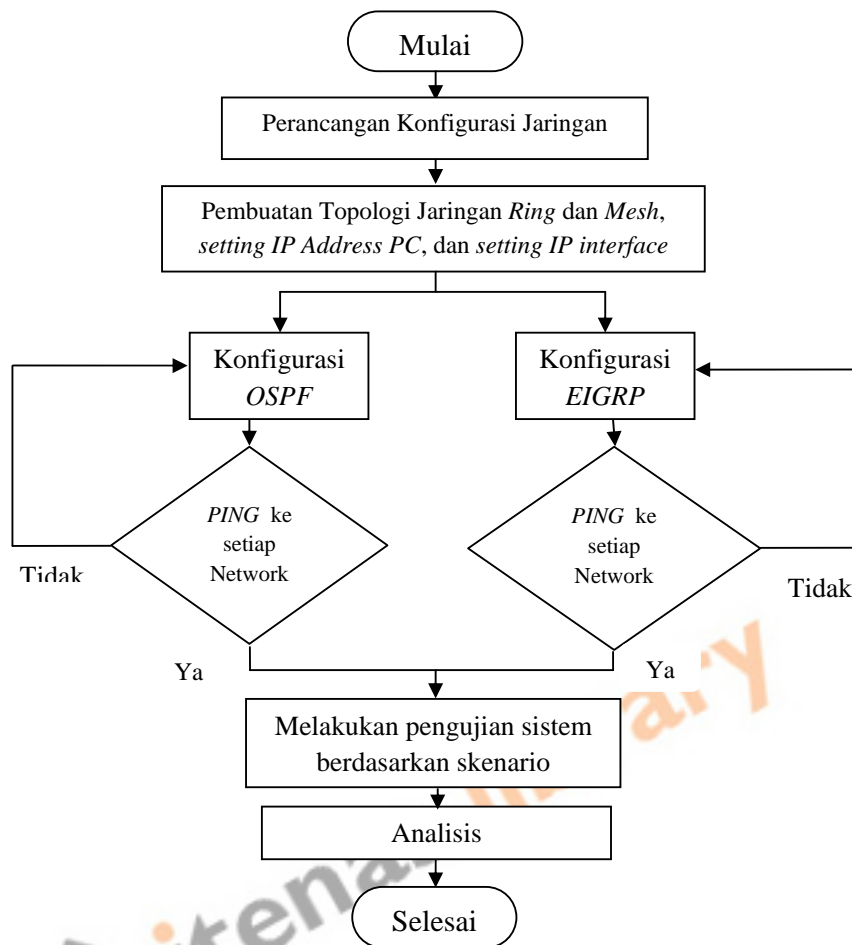 Mulai
Perancangan Konfigurasi Jaringan
Pembuatan Topologi Jaringan Ring dan Mesh,
setting IP Address PC, dan setting IP interface
Konfigurasi
OSPF
Konfigurasi
EIGRP
PING ke
setiap
Network
PING ke
setiap
Network
Tidak
Tidak
Ya
Ya
Melakukan pengujian sistem
berdasarkan skenario
Analisis
Selesai